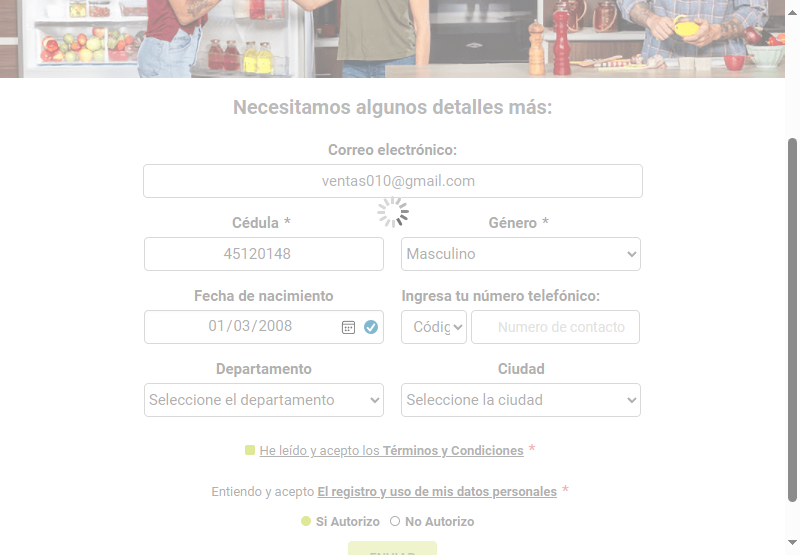 Necesitamos algunos detalles más:
Correo electrónico:
ventas010@gmail.com
Cédula * Género *
45120148 Masculino
Fecha de nacimiento Ingresa tu número telefónico:
01/03/2008 Códig Numero de contacto
Departamento Ciudad
Seleccione el departamento Seleccione la ciudad
He leído y acepto los Términos y Condiciones *
Entiendo y acepto El registro y uso de mis datos personales *
Si Autorizo No Autorizo
ENVIAR